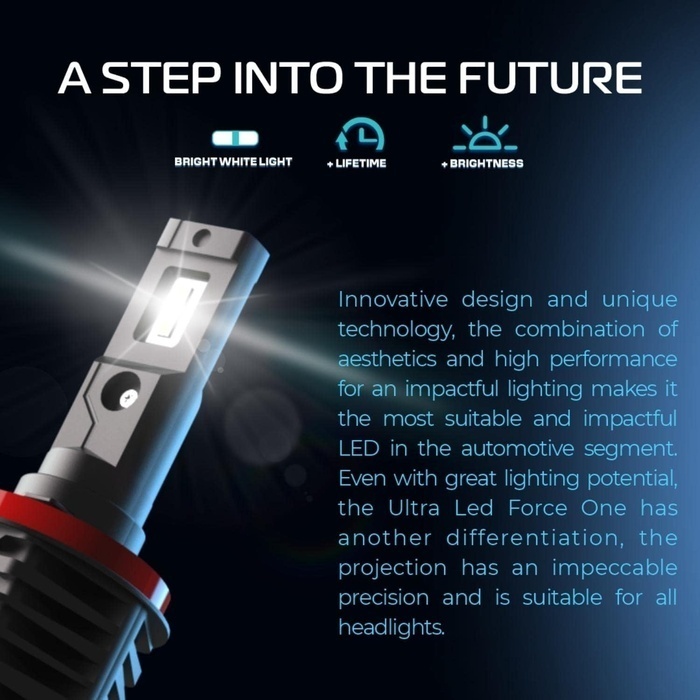 A STEP INTO THE FUTURE
BRIGHT WHITE LIGHT
+ LIFETIME
+ BRIGHTNESS
Innovative design and unique
technology, the combination of
aesthetics and high performance
for an impactful lighting makes it
the most suitable and impactful
LED in the automotive segment.
Even with great lighting potential,
the Ultra Led Force One has
another differentiation, the
projection has an impeccable
precision and is suitable for all
headlights.